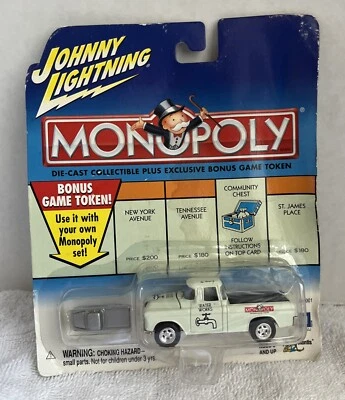 JOHNNY
LIGHTNING
MONOPOLY
DIE-CAST COLLECTIBLE PLUS EXCLUSIVE BONUS GAME TOKEN
BONUS
GAME TOKEN!
Use it with
your own
Monopoly
set!
NEW YORK
AVENUE
PRICE $200
TENNESSEE
AVENUE
PRICE $180
COMMUNITY
CHEST
FOLLOW
INSTRUCTIONS
ON TOP CARD
ST. JAMES
PLACE
$180
WATER
WORKS
MONOPOLY
WARNING: CHOKING HAZARD–
small parts. Not for children under 3 yrs.
AND UP